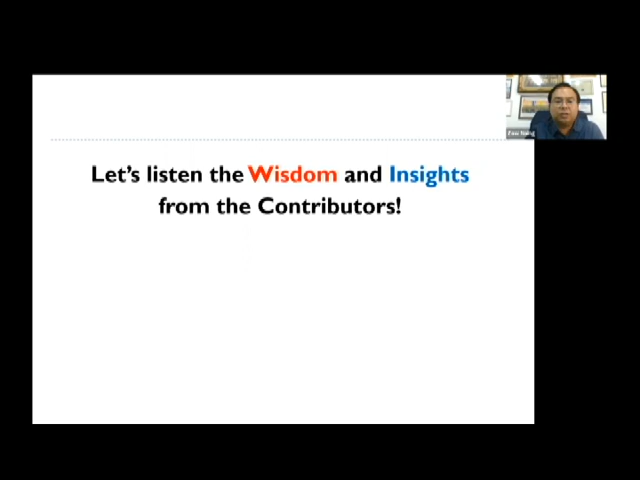 Let's listen the Wisdom and Insights
from the Contributors!